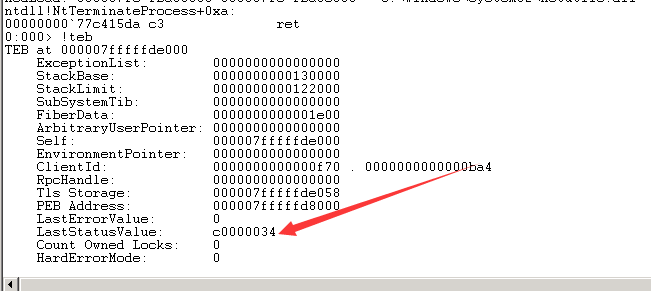 ntdll!NtTerminateProcess+0xa:
00000000`77c415da c3 ret
0:000> !teb
TEB at 000007fffffde000
ExceptionList: 0000000000000000
StackBase: 0000000000130000
StackLimit: 0000000000122000
SubSystemTib: 0000000000000000
FiberData: 0000000000001e00
ArbitraryUserPointer: 0000000000000000
Self: 000007fffffde000
EnvironmentPointer: 0000000000000000
ClientId: 0000000000000f70 . 0000000000000ba4
RpcHandle: 0000000000000000
Tls Storage: 000007fffffde058
PEB Address: 000007fffffd8000
LastErrorValue: 0
LastStatusValue: c0000034
Count Owned Locks: 0
HardErrorMode: 0